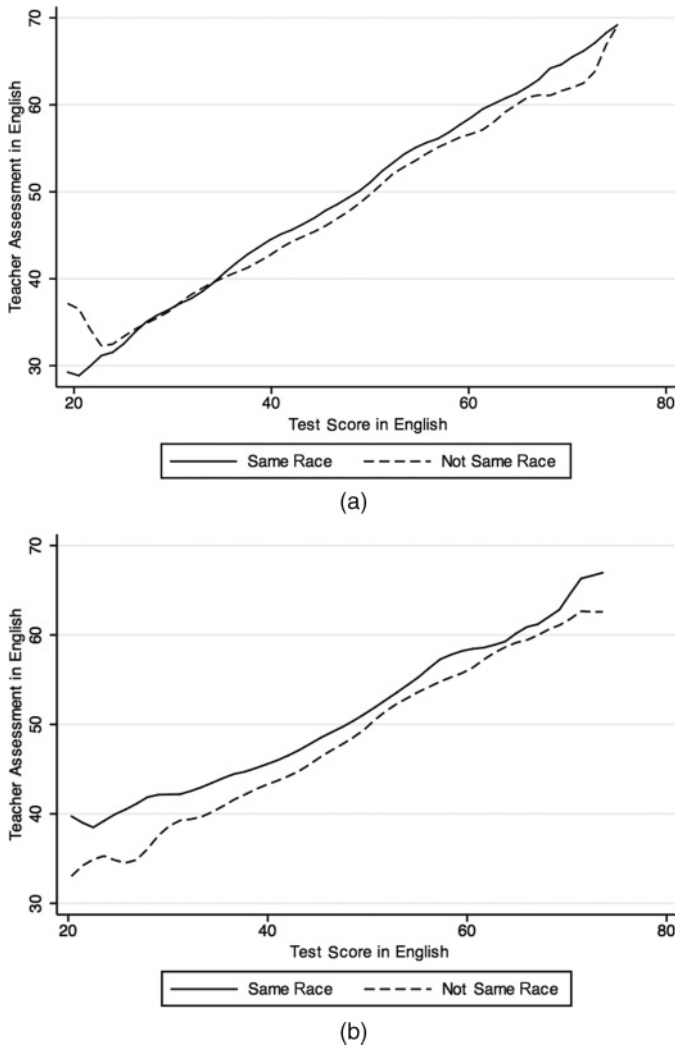 70
60
50
40
30
Teacher Assessment in English
20 40 60 80
Test Score in English
Same Race Not Same Race
(a)
70
60
50
40
30
Teacher Assessment in English
20 40 60 80
Test Score in English
Same Race Not Same Race
(b)